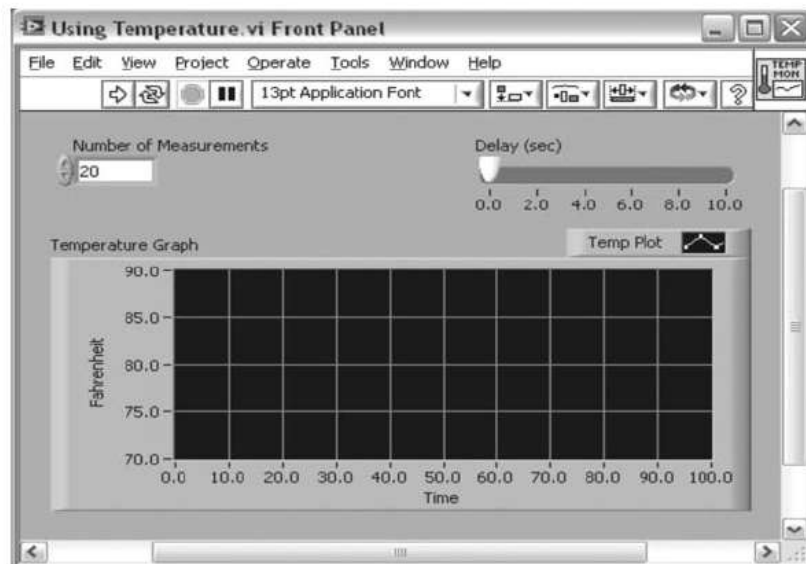 Using Temperature.vi Front Panel
File Edit View Project Operate Tools Window Help
13pt Application Font
?
TEMP
MON
Number of Measurements
20
Delay (sec)
0.0 2.0 4.0 6.0 8.0 10.0
Temperature Graph
Temp Plot
90.0
85.0
80.0
75.0
70.0
Fahrenheit
0.0 10.0 20.0 30.0 40.0 50.0 60.0 70.0 80.0 90.0 100.0
Time